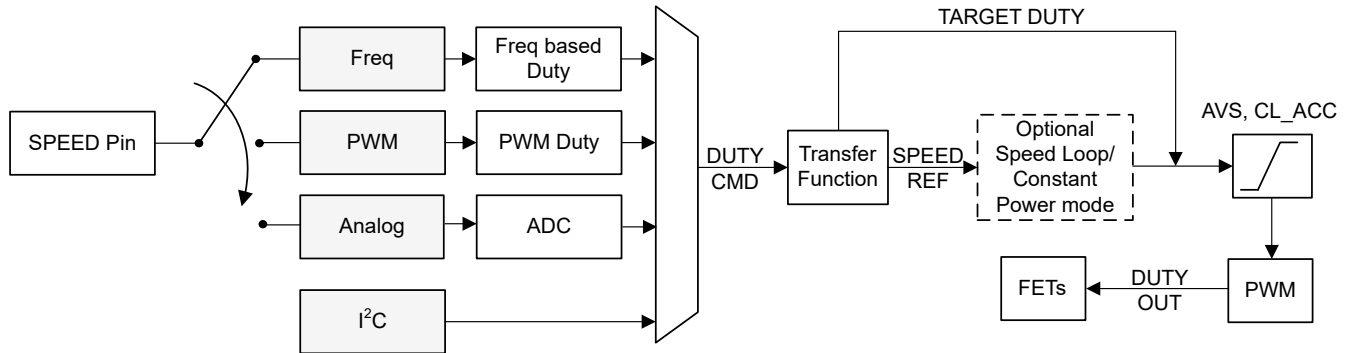 TARGET DUTY
Freq
Freq based
Duty
AVS, CL_ACC
SPEED Pin
PWM
PWM Duty
DUTY
CMD
Transfer
Function
SPEED
REF
Optional
Speed Loop/
Constant
Power mode
Analog
ADC
FETs
DUTY
OUT
PWM
I²C